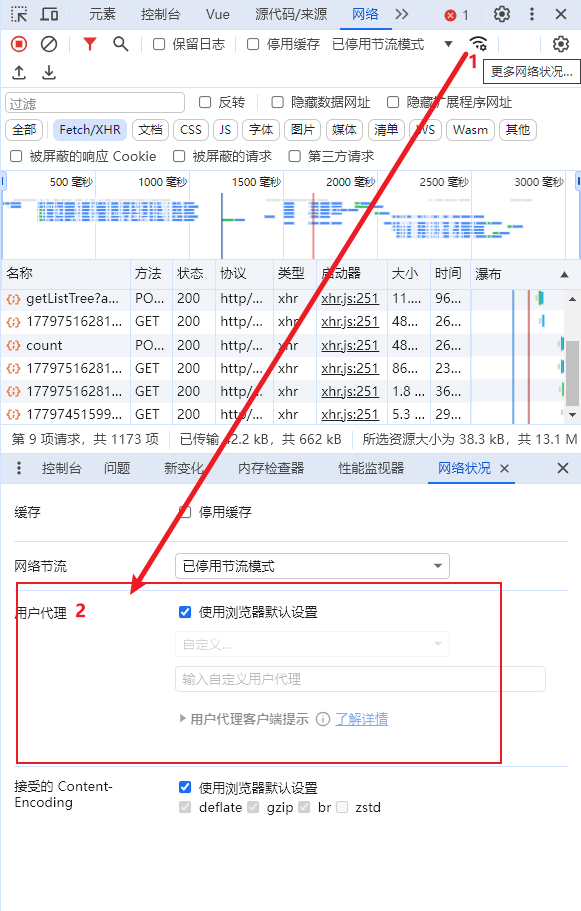 元素 控制台 Vue 源代码/来源 网络 1
保留日志 停用缓存 已停用节流模式
1
更多网络状况...
过滤 反转 隐藏数据网址 隐藏扩展程序网址
全部 Fetch/XHR 文档 CSS JS 字体 图片 媒体 清单 WS Wasm 其他
被屏蔽的响应 Cookie 被屏蔽的请求 第三方请求
500 毫秒 1000 毫秒 1500 毫秒 2000 毫秒 2500 毫秒 3000 毫秒
名称 方法 状态 协议 类型 启动器 大小 时间 瀑布
getListTree?a... PO... 200 http/... xhr xhr.js:251 11.... 96...
17797516281... GET 200 http/... xhr xhr.js:251 48... 26...
count PO... 200 http/... xhr xhr.js:251 48... 26...
17797516281... GET 200 http/... xhr xhr.js:251 86... 23...
17797516281... GET 200 http/... xhr xhr.js:251 1.8 ... 36...
17797451599... GET 200 http/... xhr xhr.js:251 5.3 ... 29...
第 9 项请求，共 1173 项 已传输 42.2 kB，共 662 kB 所选资源大小为 38.3 kB，共 13.1 M
控制台 问题 新变化 内存检查器 性能监视器 网络状况
缓存 停用缓存
网络节流 已停用节流模式
用户代理 2 使用浏览器默认设置
自定义...
输入自定义用户代理
用户代理客户端提示 了解详情
接受的 Content-
Encoding
使用浏览器默认设置
deflate gzip br zstd